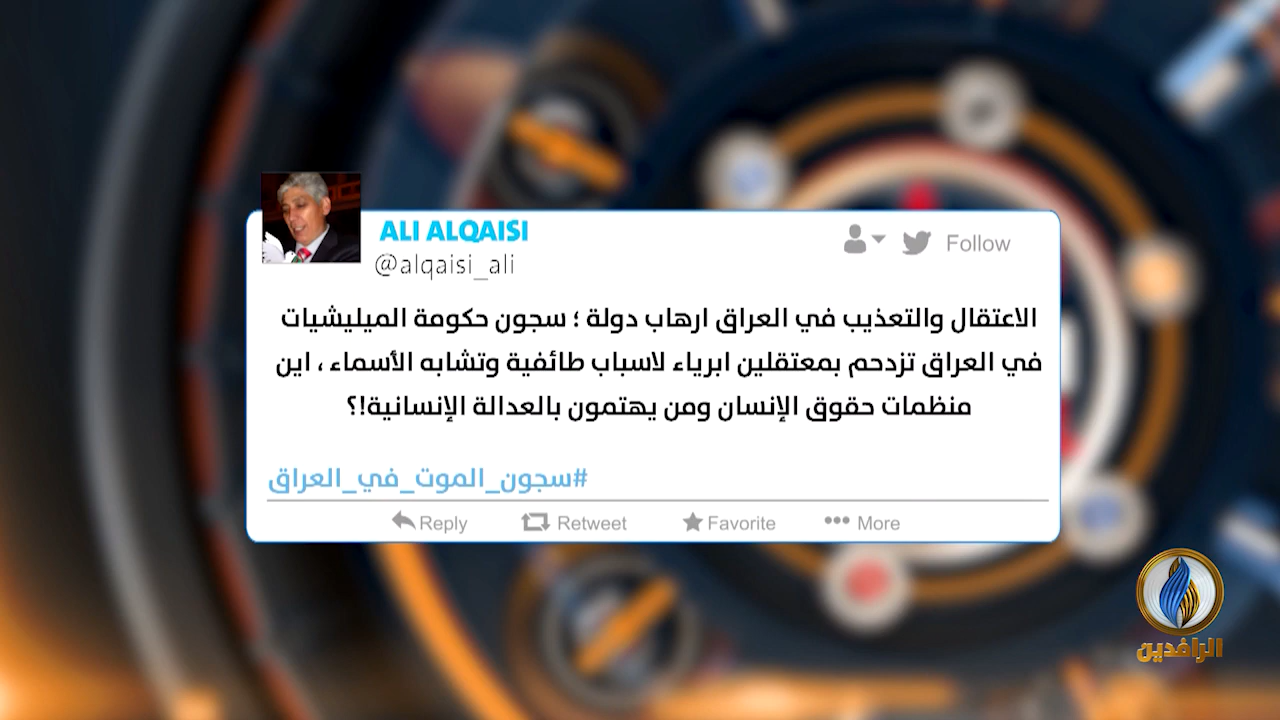 ALI ALQAISI
@alqaisi_ali
Follow
الاعتقال والتعذيب في العراق ارهاب دولة ؛ سجون حكومة الميليشيات
في العراق تزدحم بمعتقلين ابرياء لاسباب طائفية وتشابه الأسماء ، اين
منظمات حقوق الإنسان ومن يهتمون بالعدالة الإنسانية!؟
#سجون_الموت_في_العراق
Reply Retweet Favorite More
الرافدين